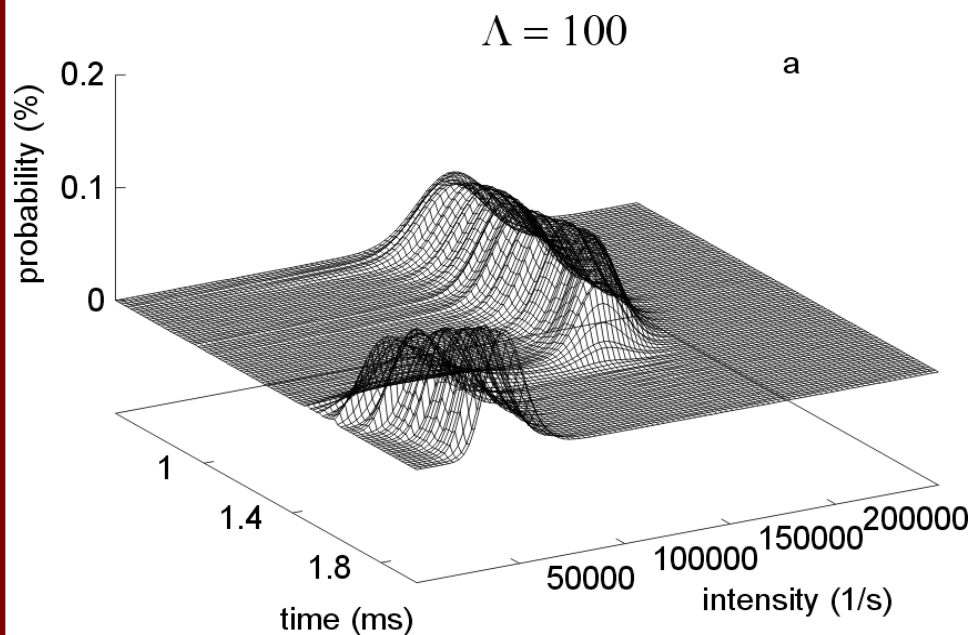 Λ = 100
a
probability (%)
0.2
0.1
0
1
1.4
1.8
time (ms)
50000
100000
150000
200000
intensity (1/s)